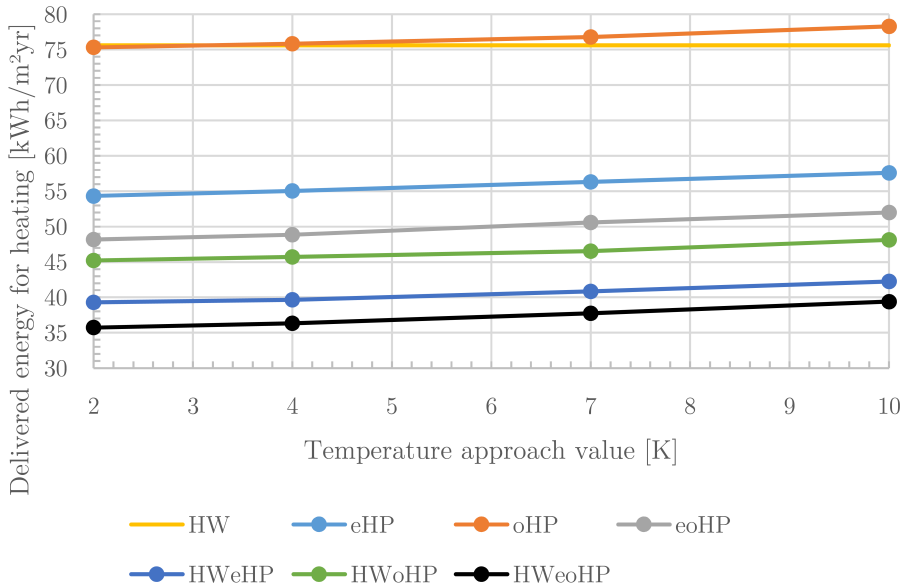 Delivered energy for heating [kWh/m²yr]
80
75
70
65
60
55
50
45
40
35
30
2 3 4 5 6 7 8 9 10
Temperature approach value [K]
HW eHP oHP eoHP
HWeHP HWoHP HWeoHP